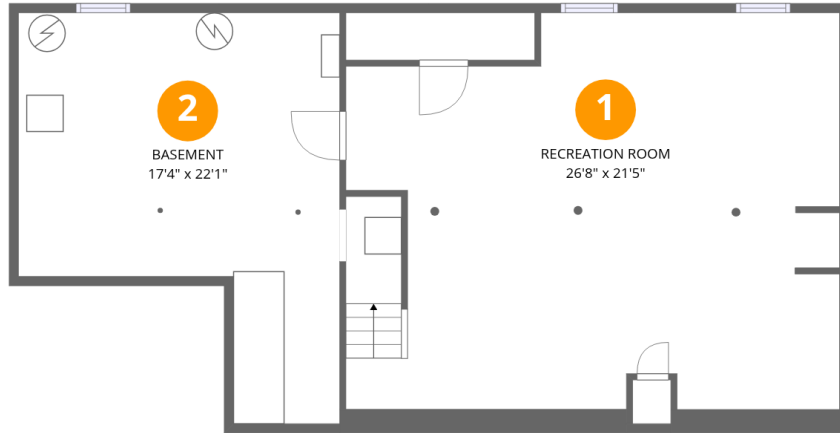 2
BASEMENT
17'4" x 22'1"
1
RECREATION ROOM
26'8" x 21'5"